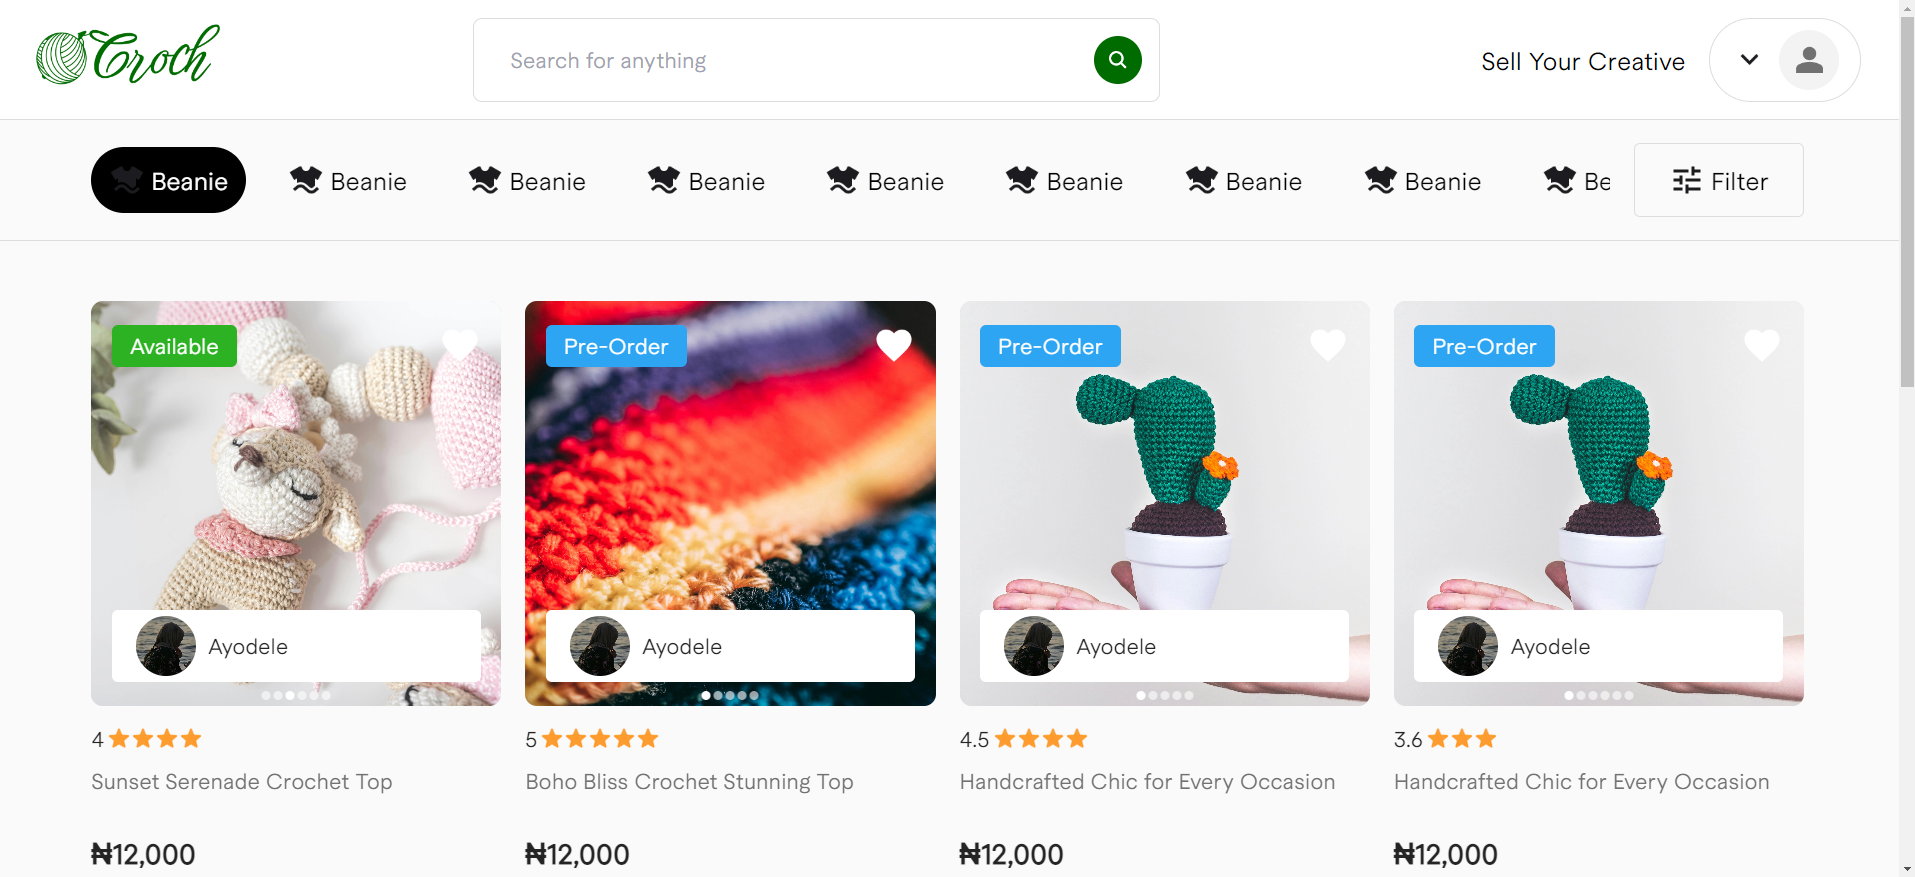 Croch
Search for anything
Sell Your Creative
Beanie
Beanie
Beanie
Beanie
Beanie
Beanie
Beanie
Beanie
Be
Filter
Available
Pre-Order
Pre-Order
Pre-Order
Ayodele
Ayodele
Ayodele
Ayodele
4
5
4.5
3.6
Sunset Serenade Crochet Top
Boho Bliss Crochet Stunning Top
Handcrafted Chic for Every Occasion
Handcrafted Chic for Every Occasion
₦12,000
₦12,000
₦12,000
₦12,000